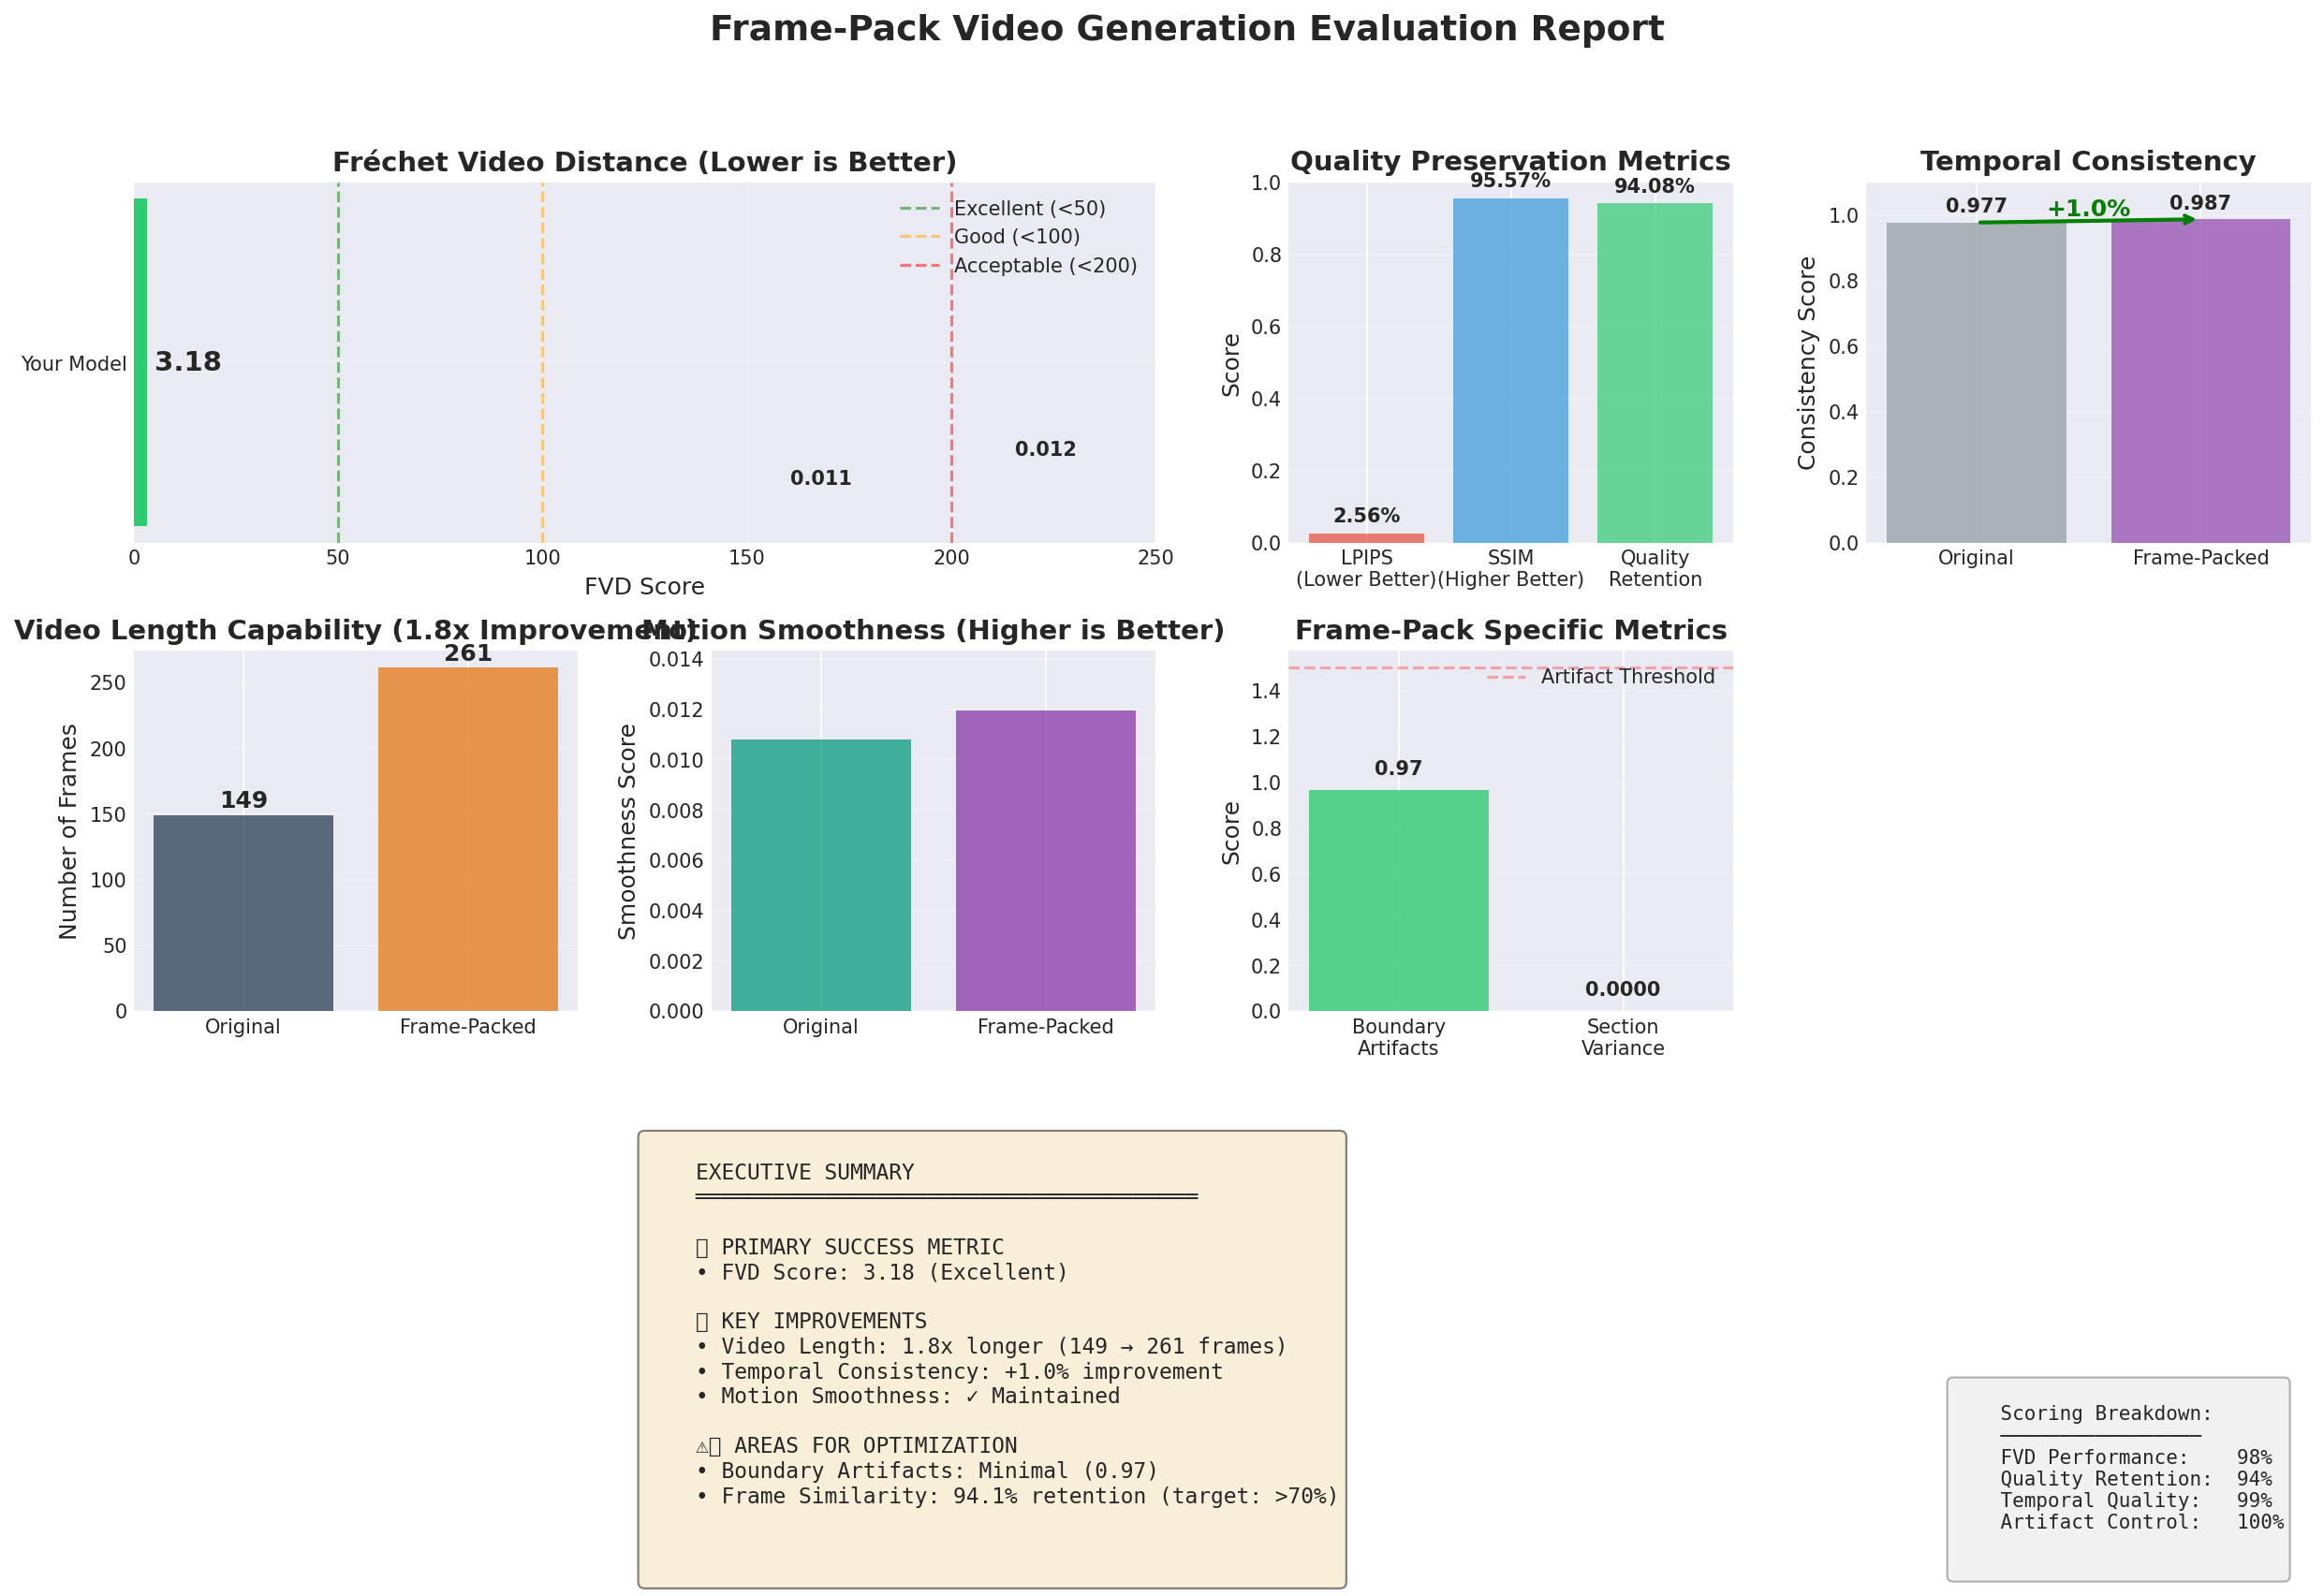 Frame-Pack Video Generation Evaluation Report
Fréchet Video Distance (Lower is Better)
Your Model
3.18
Excellent (<50)
Good (<100)
Acceptable (<200)
0.012
0.011
0
50
100
150
200
250
FVD Score
Quality Preservation Metrics
Score
1.0
0.8
0.6
0.4
0.2
0.0
2.56%
95.57%
94.08%
LPIPS
(Lower Better)
SSIM
(Higher Better)
Quality
Retention
Temporal Consistency
Consistency Score
1.0
0.8
0.6
0.4
0.2
0.0
0.977
+1.0%
0.987
Original
Frame-Packed
Video Length Capability (1.8x Improvement)
Number of Frames
250
200
150
100
50
0
149
261
Original
Frame-Packed
Motion Smoothness (Higher is Better)
Smoothness Score
0.014
0.012
0.010
0.008
0.006
0.004
0.002
0.000
Original
Frame-Packed
Frame-Pack Specific Metrics
Score
Artifact Threshold
1.4
1.2
1.0
0.8
0.6
0.4
0.2
0.0
0.97
0.0000
Boundary
Artifacts
Section
Variance
EXECUTIVE SUMMARY
PRIMARY SUCCESS METRIC
• FVD Score: 3.18 (Excellent)
KEY IMPROVEMENTS
• Video Length: 1.8x longer (149 → 261 frames)
• Temporal Consistency: +1.0% improvement
• Motion Smoothness: ✓ Maintained
⚠ AREAS FOR OPTIMIZATION
• Boundary Artifacts: Minimal (0.97)
• Frame Similarity: 94.1% retention (target: >70%)
Scoring Breakdown:
FVD Performance: 98%
Quality Retention: 94%
Temporal Quality: 99%
Artifact Control: 100%